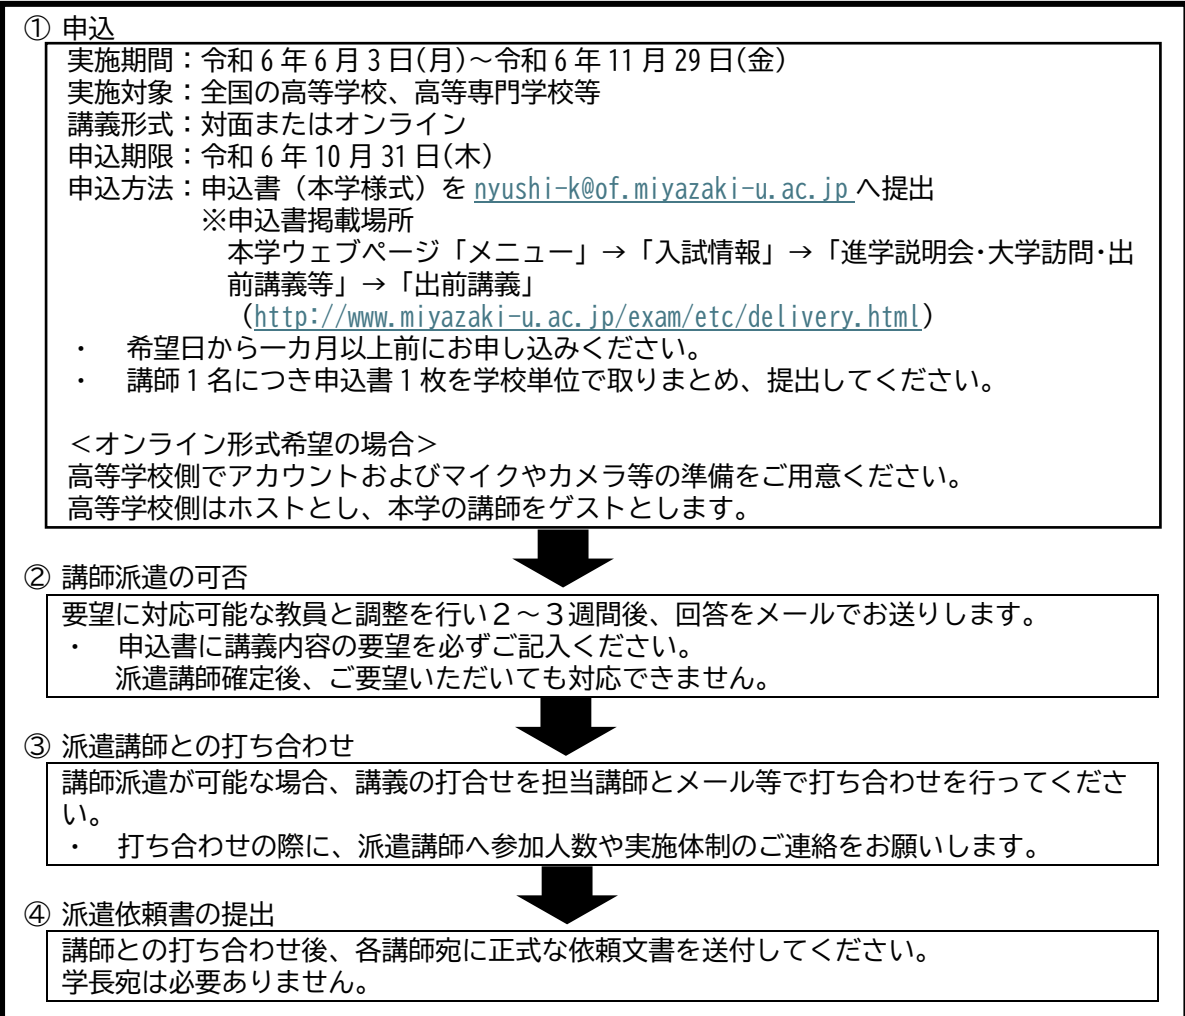 ① 申込
実施期間：令和６年６月３日(月)～令和６年 11 月 29 日(金)
実施対象：全国の高等学校、高等専門学校等
講義形式：対面またはオンライン
申込期限：令和６年 10 月 31 日(木)
申込方法：申込書（本学様式）を nyushi-k@of.miyazaki-u.ac.jp へ提出
※申込書掲載場所
本学ウェブページ「メニュー」→「入試情報」→「進学説明会･大学訪問･出
前講義等」→「出前講義」
（http://www.miyazaki-u.ac.jp/exam/etc/delivery.html）
・ 希望日から一カ月以上前にお申し込みください。
・ 講師１名につき申込書１枚を学校単位で取りまとめ、提出してください。
＜オンライン形式希望の場合＞
高等学校側でアカウントおよびマイクやカメラ等の準備をご用意ください。
高等学校側はホストとし、本学の講師をゲストとします。
② 講師派遣の可否
要望に対応可能な教員と調整を行い２～３週間後、回答をメールでお送りします。
・ 申込書に講義内容の要望を必ずご記入ください。
派遣講師確定後、ご要望いただいても対応できません。
③ 派遣講師との打ち合わせ
講師派遣が可能な場合、講義の打合せを担当講師とメール等で打ち合わせを行ってくださ
い。
・ 打ち合わせの際に、派遣講師へ参加人数や実施体制のご連絡をお願いします。
④ 派遣依頼書の提出
講師との打ち合わせ後、各講師宛に正式な依頼文書を送付してください。
学長宛は必要ありません。